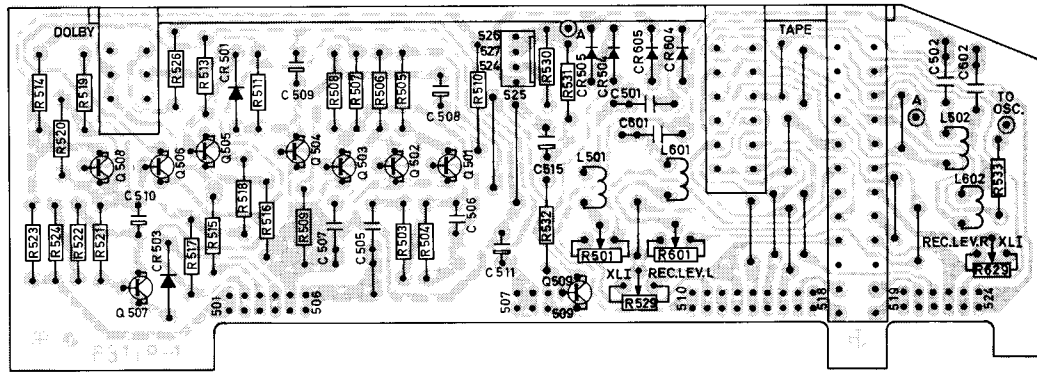 DOLBY
TAPE
526
527
524
525
A
R514
R519
R520
R526
R513
CR501
R511
C509
R508
R507
R506
R505
C508
R510
R530
R531
CR505
CR504
CR605
CR604
C501
C601
C502
C602
A
TO
OSC.
L502
L602
R533
Q508
Q506
Q505
Q504
Q503
Q502
Q501
C515
L501
L601
C510
R518
R516
R509
C507
C505
R503
R504
C506
C511
R532
R523
R524
R522
R521
CR503
R517
R515
R501
R601
XLI
REC.LEV.L
REC.LEV.R
XLI
R629
Q507
501
506
507
Q509
509
R529
510
518
519
524